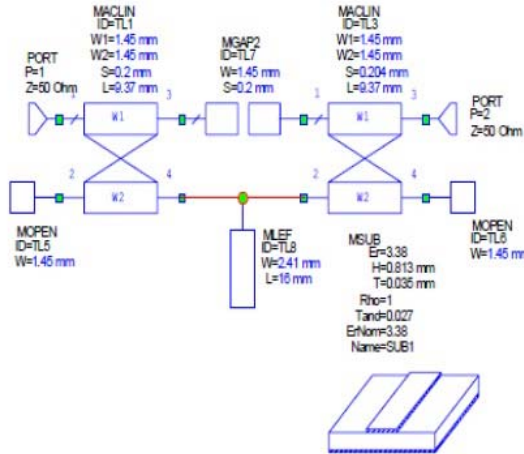 MACLIN
ID=TL1
W1=1.45 mm
W2=1.45 mm
S=0.2 mm
L=9.37 mm
MACLIN
ID=TL3
W1=1.45 mm
W2=1.45 mm
S=0.204 mm
L=9.37 mm
PORT
P=1
Z=50 Ohm
MGAP2
ID=TL7
W=1.45 mm
S=0.2 mm
PORT
P=2
Z=50 Ohm
1
W1
3
1
W1
3
2
W2
4
2
W2
4
MOPEN
ID=TL5
W=1.45 mm
MLEF
ID=TL8
W=2.41 mm
L=16 mm
MSUB
Er=3.38
H=0.813 mm
T=0.035 mm
Rho=1
Tand=0.027
ErNom=3.38
Name=SUB1
MOPEN
ID=TL6
W=1.45 mm